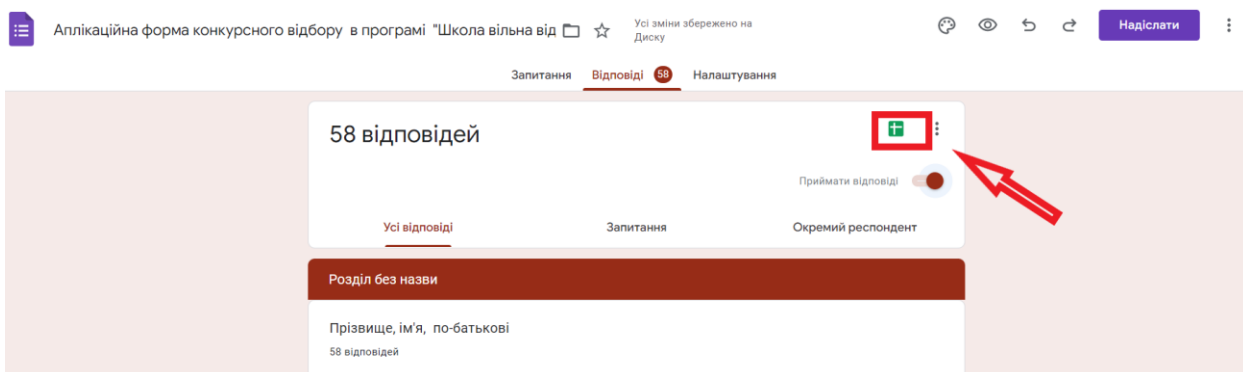 Аплікаційна форма конкурсного відбору в програмі "Школа вільна від
Усі зміни збережено на
Диску
Надіслати
Запитання Відповіді 58 Налаштування
58 відповідей
Приймати відповіді
Усі відповіді Запитання Окремий респондент
Розділ без назви
Прізвище, ім'я, по-батькові
58 відповідей